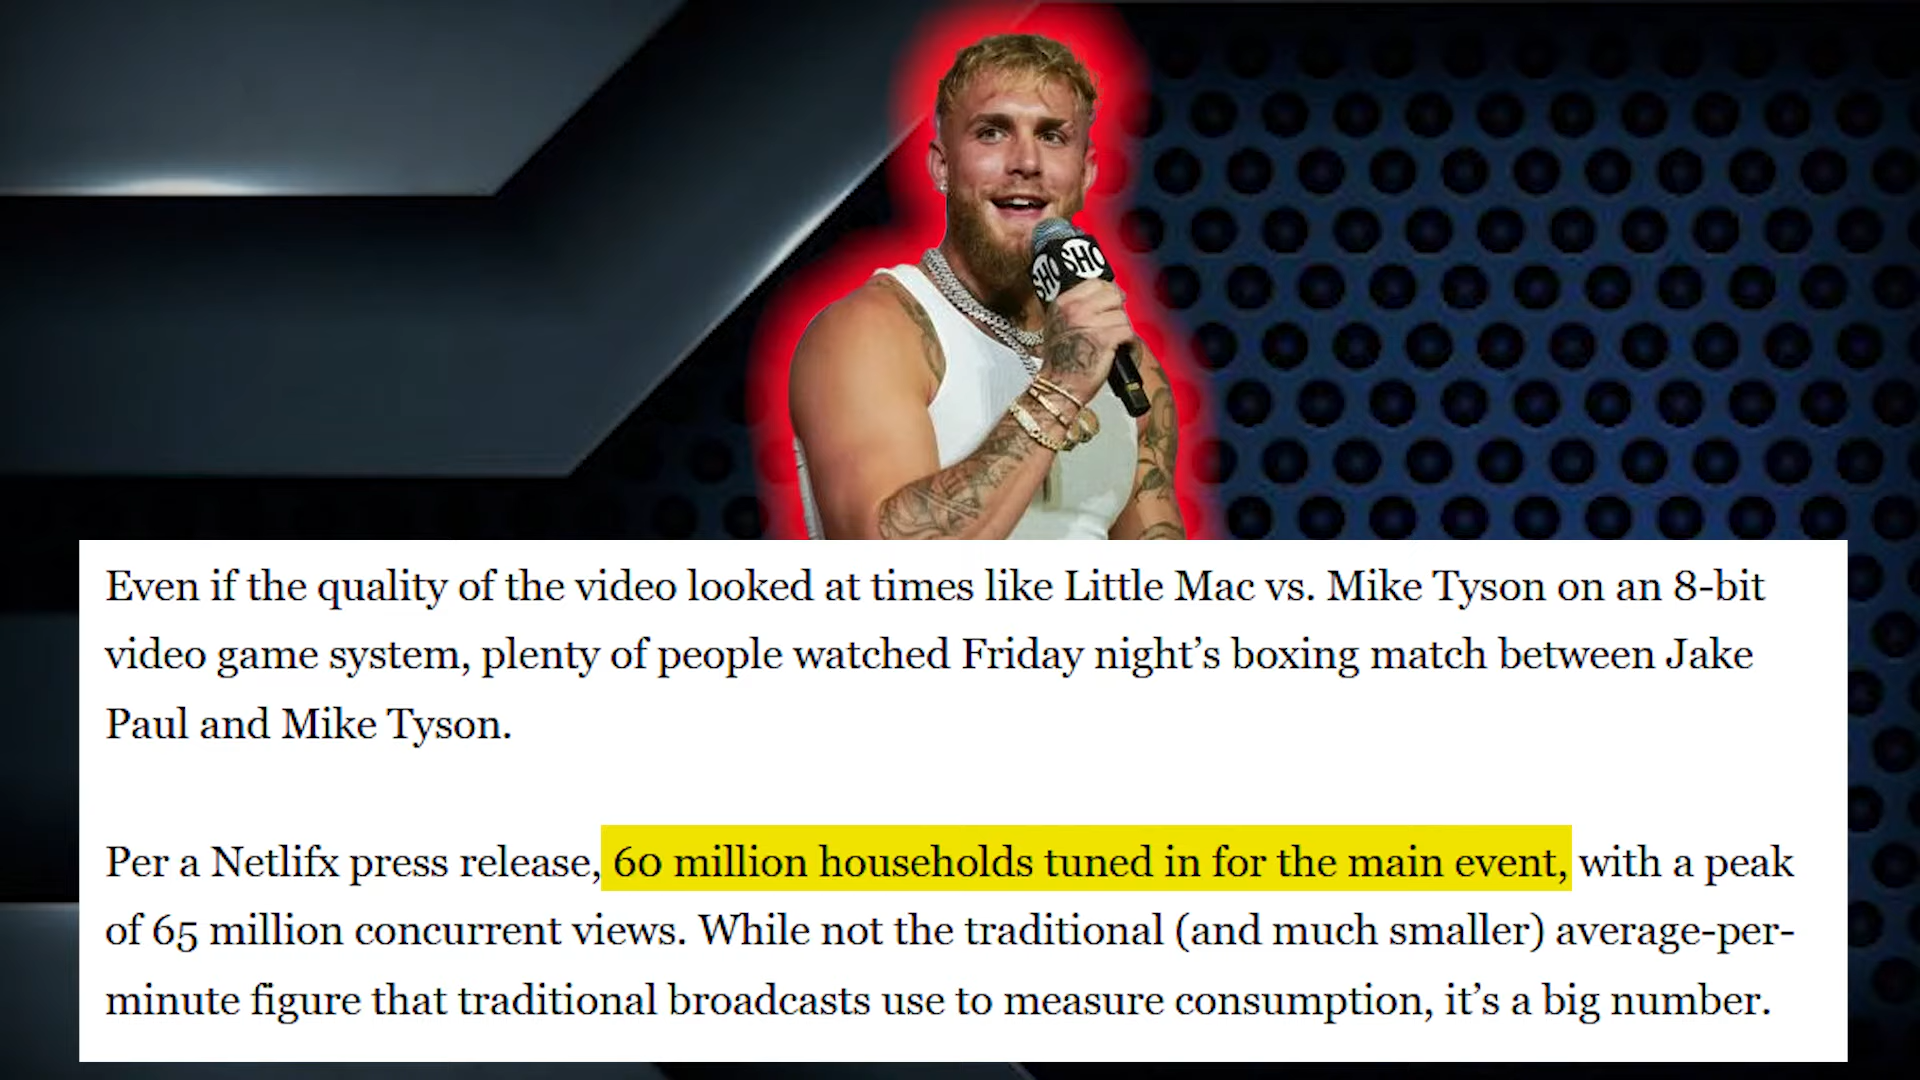 SHO SHO
Even if the quality of the video looked at times like Little Mac vs. Mike Tyson on an 8-bit
video game system, plenty of people watched Friday night’s boxing match between Jake
Paul and Mike Tyson.
Per a Netlifx press release, 60 million households tuned in for the main event, with a peak
of 65 million concurrent views. While not the traditional (and much smaller) average-per-
minute figure that traditional broadcasts use to measure consumption, it’s a big number.